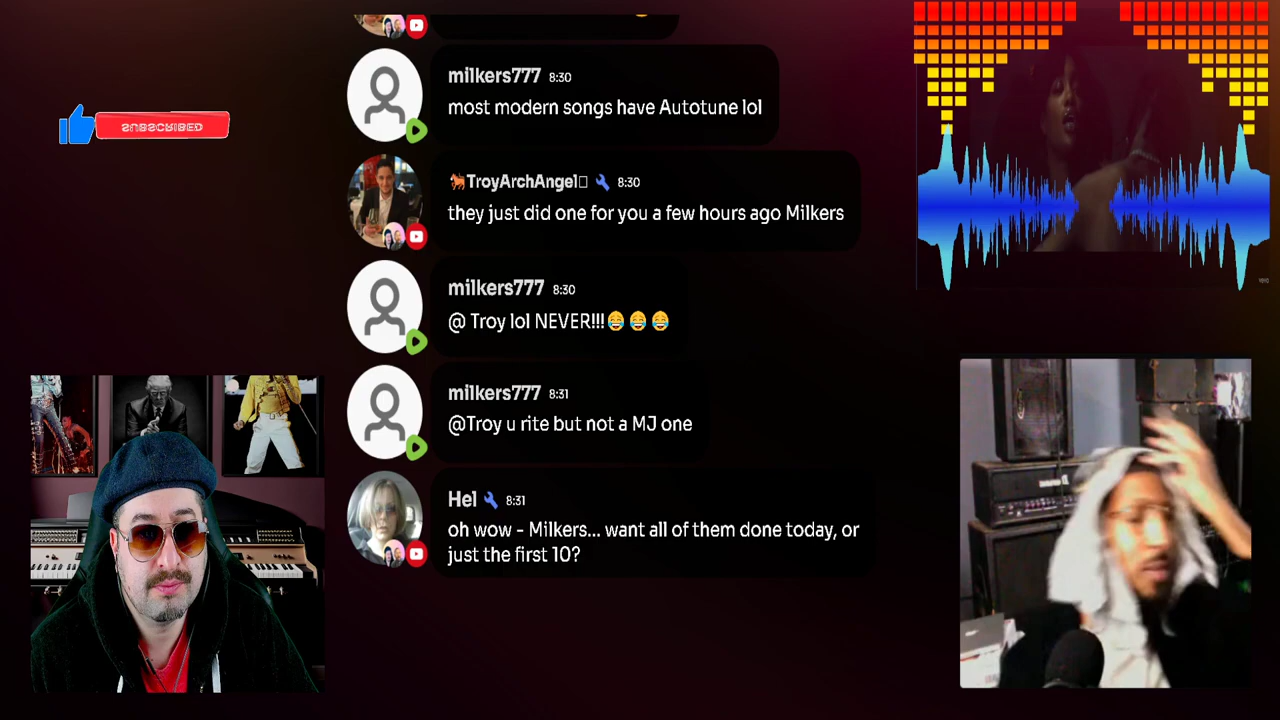 SUBSCRIBED
milkers777 8:30
most modern songs have Autotune lol
TroyArchAngel 8:30
they just did one for you a few hours ago Milkers
milkers777 8:30
@ Troy lol NEVER!!!😂😂😂
milkers777 8:31
@Troy u rite but not a MJ one
Hel 8:31
oh wow - Milkers... want all of them done today, or
just the first 10?